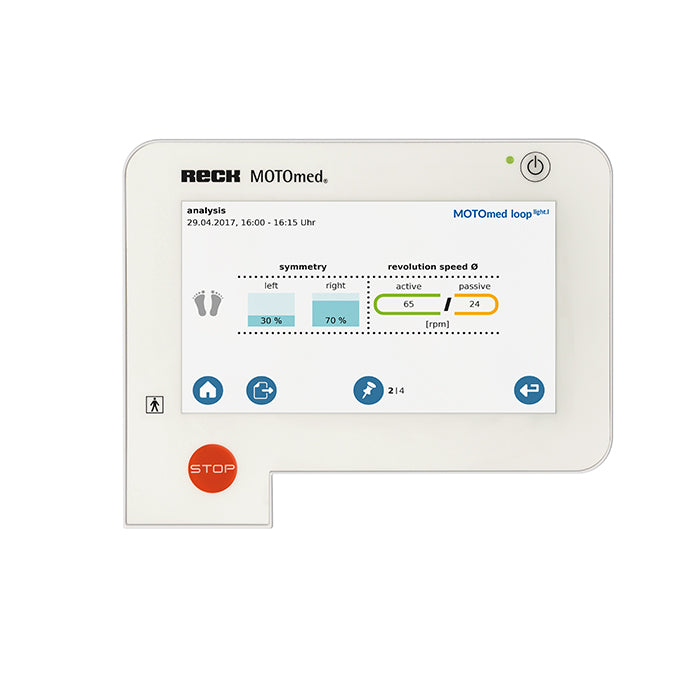 RECK MOTOmed®
analysis
29.04.2017, 16:00 - 16:15 Uhr
MOTOmed loop light.l
symmetry
revolution speed Ø
left
right
active
passive
30 %
70 %
65
/
24
[rpm]
2|4
STOP